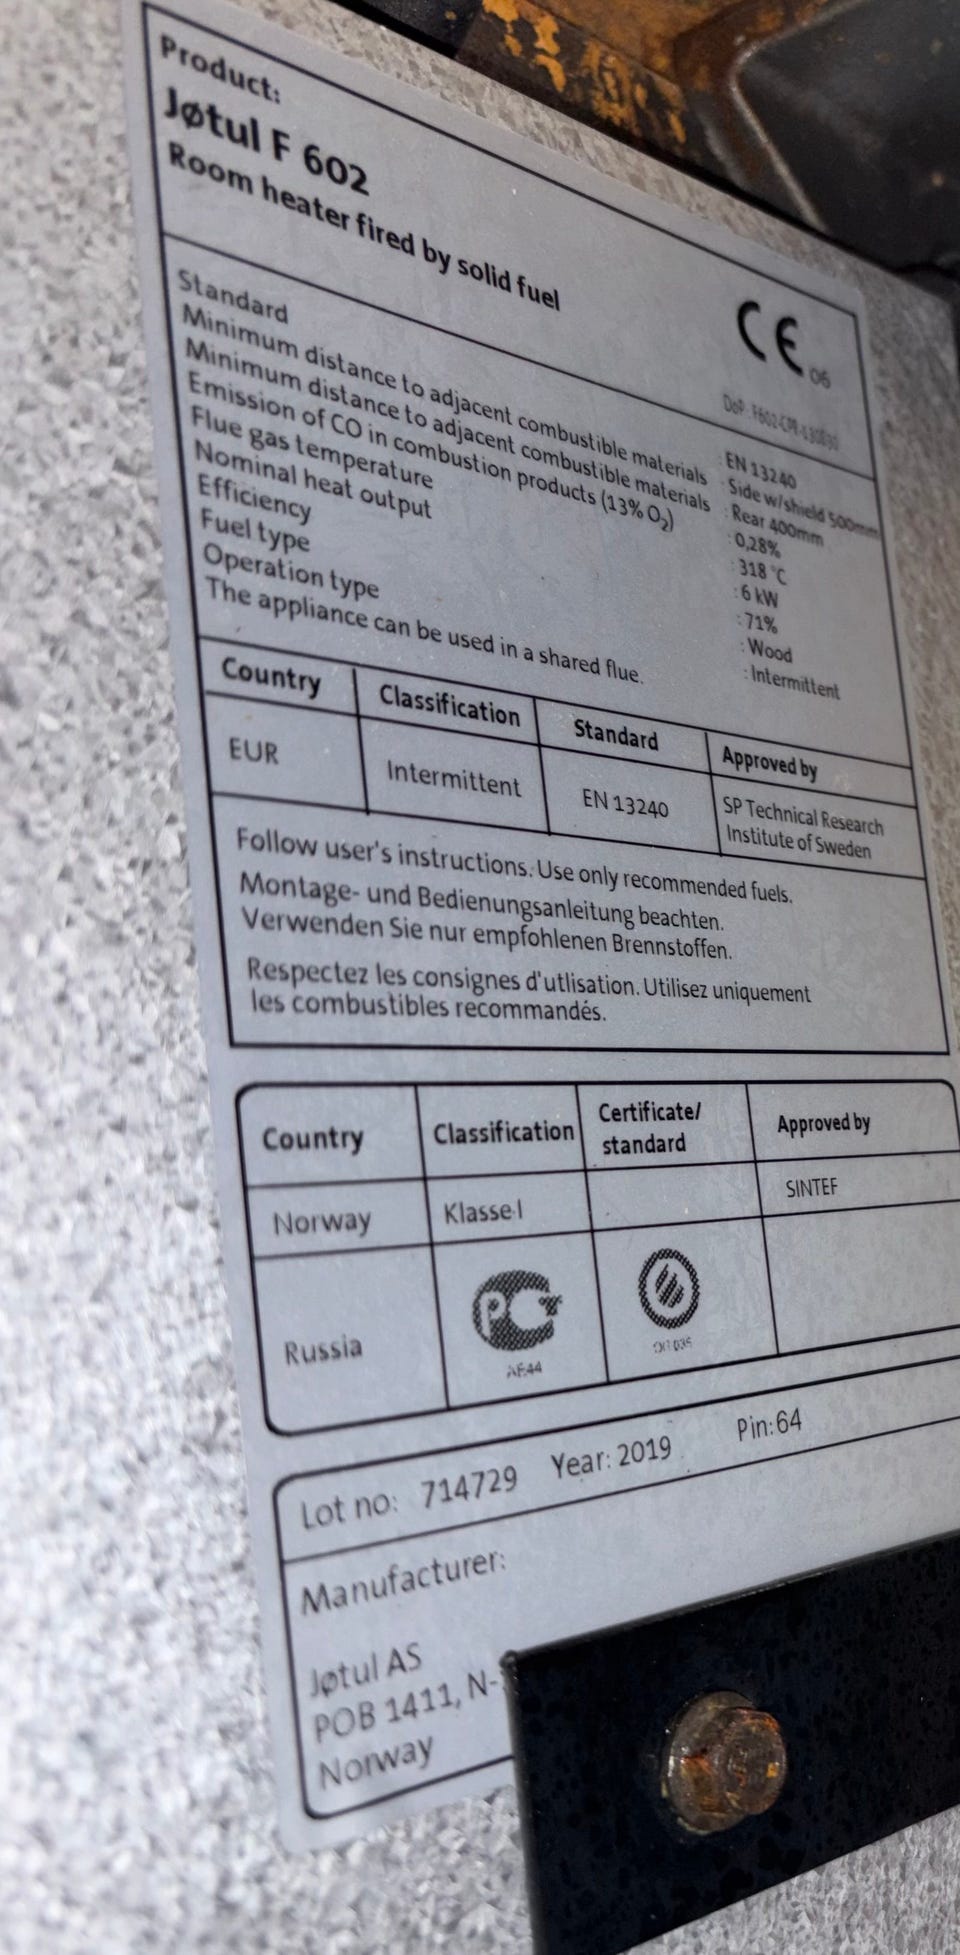 Product:
Jøtul F 602
Room heater fired by solid fuel
CE 06
Standard : EN 13240
Minimum distance to adjacent combustible materials : Side w/shield 500mm
Minimum distance to adjacent combustible materials : Rear 400mm
Emission of CO in combustion products (13% O₂) : 0,28%
Flue gas temperature : 318 °C
Nominal heat output : 6 kW
Efficiency : 71%
Fuel type : Wood
Operation type : Intermittent
The appliance can be used in a shared flue.
Country Classification Standard Approved by
EUR Intermittent EN 13240 SP Technical Research
Institute of Sweden
Follow user's instructions. Use only recommended fuels.
Montage- und Bedienungsanleitung beachten.
Verwenden Sie nur empfohlenen Brennstoffen.
Respectez les consignes d'utlisation. Utilisez uniquement
les combustibles recommandés.
Country Classification Certificate/
standard Approved by
Norway Klasse I SINTEF
Russia
Lot no: 714729 Year: 2019 Pin: 64
Manufacturer:
Jøtul AS
POB 1411, N-
Norway